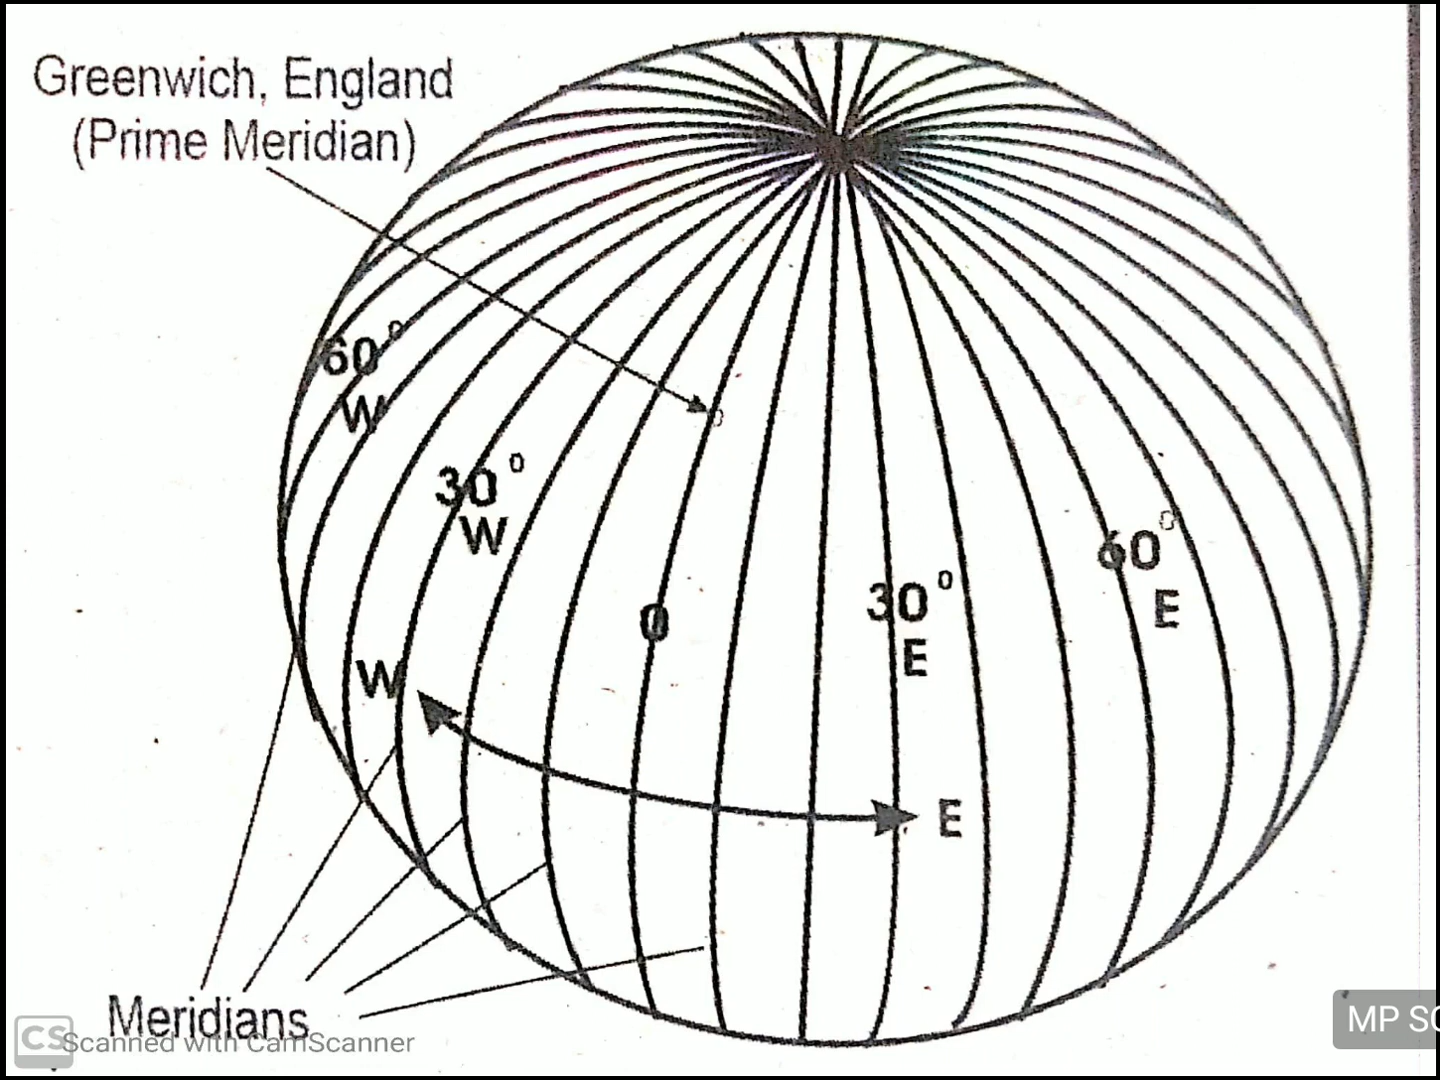 Greenwich, England
(Prime Meridian)
60°
W
30°
W
0
30°
E
60°
E
W
E
Meridians
CS Scanned with CamScanner
MP SC